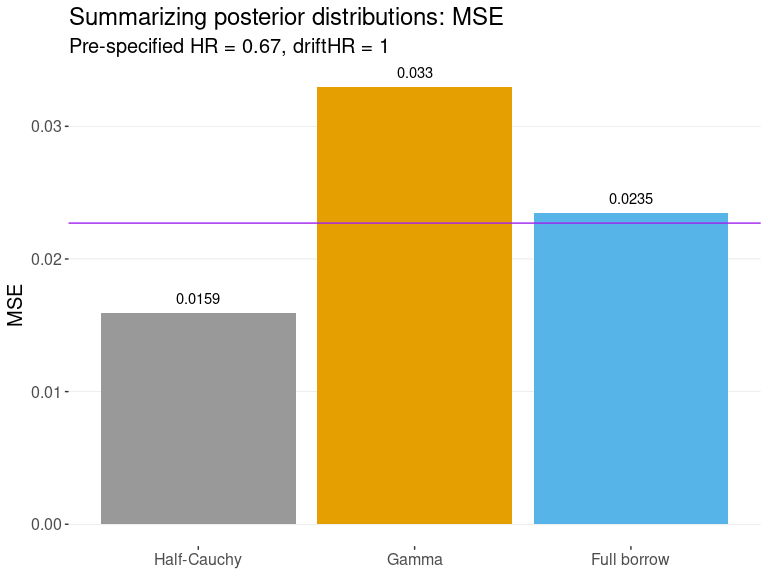 Summarizing posterior distributions: MSE
Pre-specified HR = 0.67, driftHR = 1
0.033
0.03
0.0235
0.02
0.0159
MSE
0.01
0.00
Half-Cauchy Gamma Full borrow